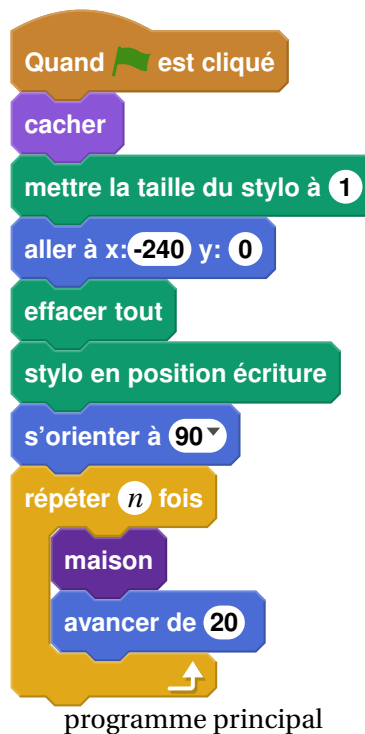 Quand est cliqué
cacher
mettre la taille du stylo à 1
aller à x: -240 y: 0
effacer tout
stylo en position écriture
s'orienter à 90
répéter n fois
maison
avancer de 20
programme principal